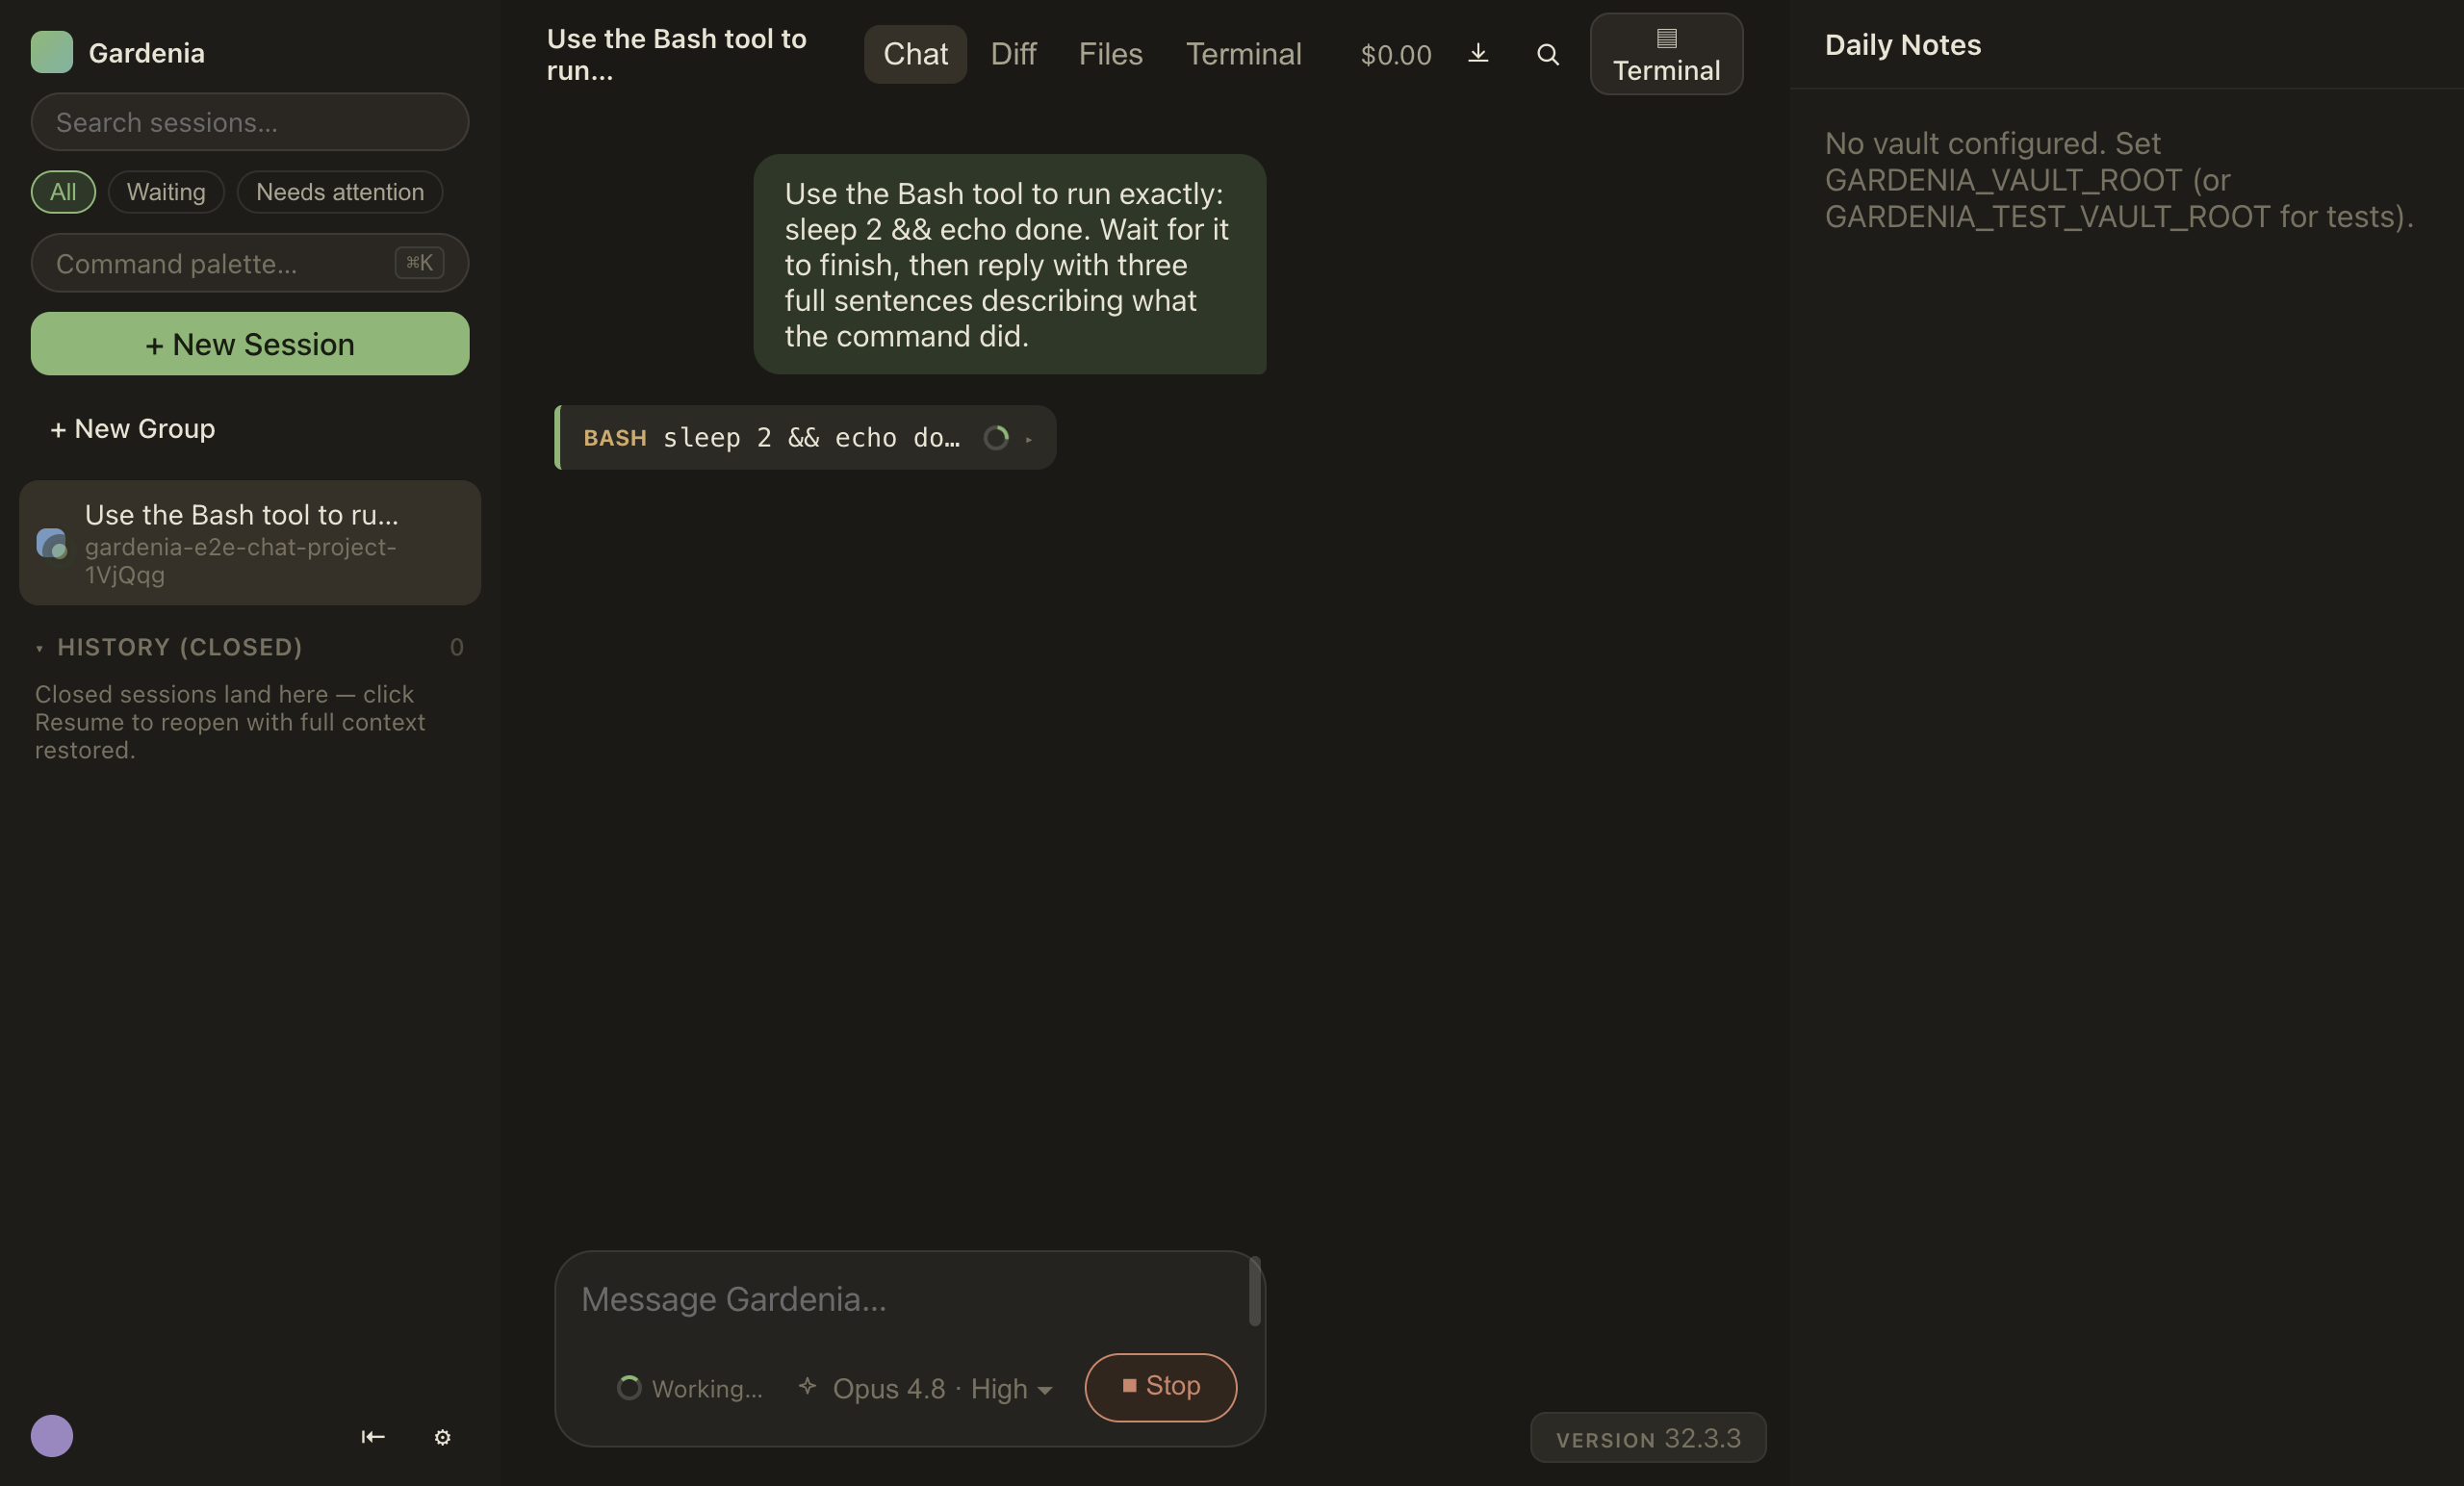 Gardenia
Search sessions...
All
Waiting
Needs attention
Command palette...
⌘K
+ New Session
+ New Group
Use the Bash tool to ru...
gardenia-e2e-chat-project-
1VjQqg
HISTORY (CLOSED)
0
Closed sessions land here — click
Resume to reopen with full context
restored.
Use the Bash tool to
run...
Chat
Diff
Files
Terminal
$0.00
Terminal
Use the Bash tool to run exactly:
sleep 2 && echo done. Wait for it
to finish, then reply with three
full sentences describing what
the command did.
BASH sleep 2 && echo do…
Message Gardenia...
Working...
Opus 4.8 · High
Stop
VERSION 32.3.3
Daily Notes
No vault configured. Set
GARDENIA_VAULT_ROOT (or
GARDENIA_TEST_VAULT_ROOT for tests).